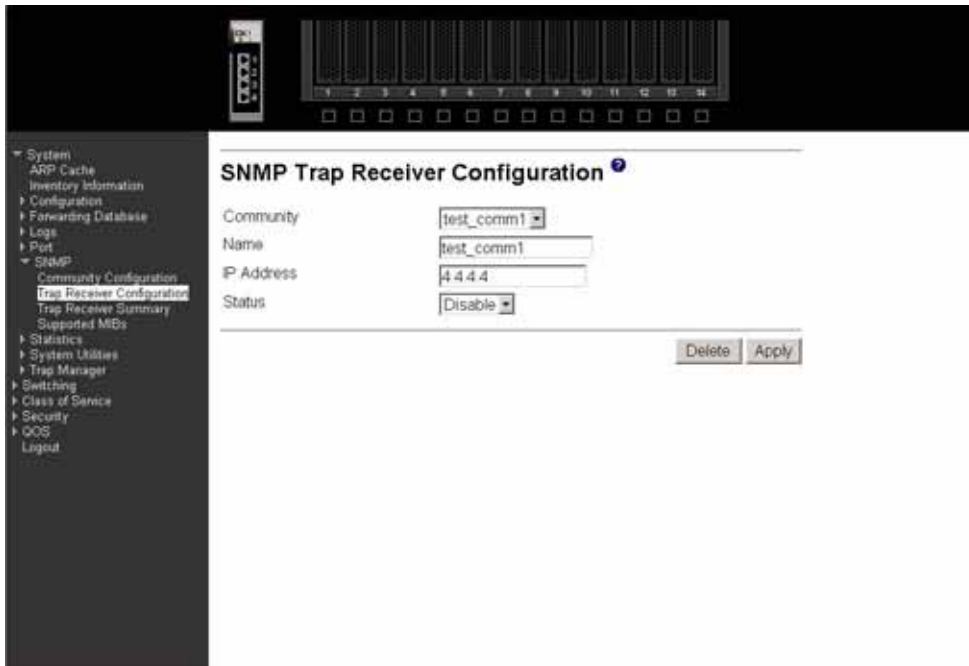 1 2 3 4 5 6 7 8 9 10 11 12 13 14
System
ARP Cache
Inventory Information
Configuration
Forwarding Database
Logs
Port
SNMP
Community Configuration
Trap Receiver Configuration
Trap Receiver Summary
Supported MIBs
Statistics
System Utilities
Trap Manager
Switching
Class of Service
Security
QOS
Logout
SNMP Trap Receiver Configuration ?
Community test_comm1
Name test_comm1
IP Address 4.4.4.4
Status Disable
Delete Apply